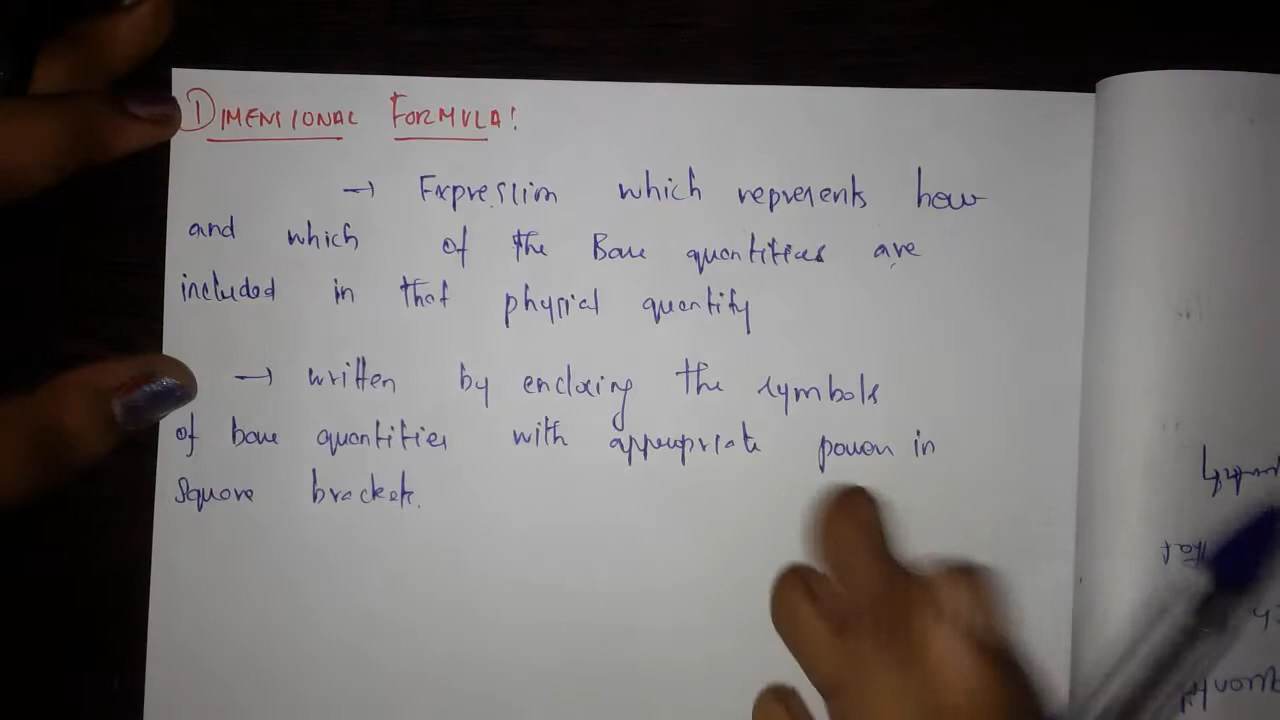 DIMENSIONAL FORMULA:
→ Expression which represents how
and which of the Base quantities are
included in that physical quantity
→ written by enclosing the symbols
of base quantities with appropriate power in
square bracket.